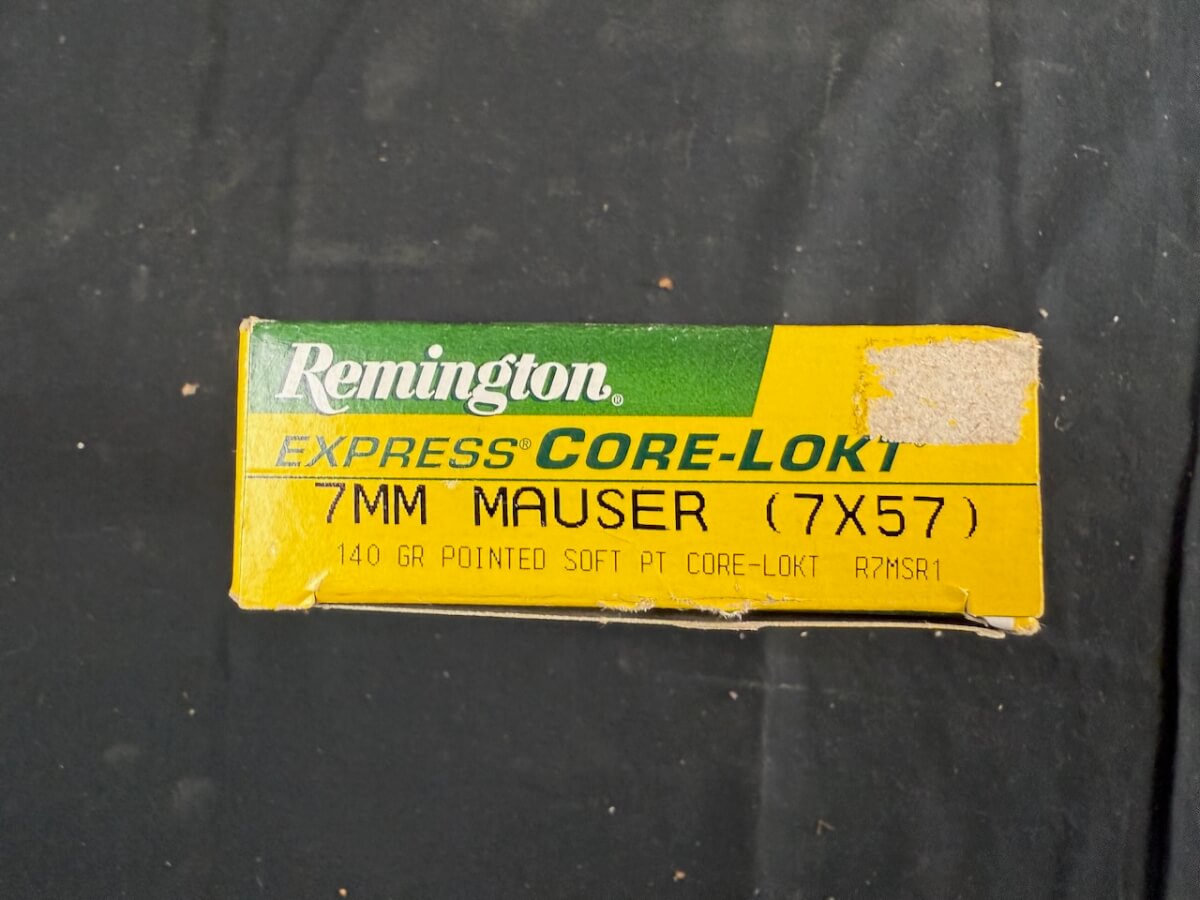 Remington®
EXPRESS® CORE-LOKT®
7MM MAUSER (7X57)
140 GR POINTED SOFT PT CORE-LOKT R7MSR1